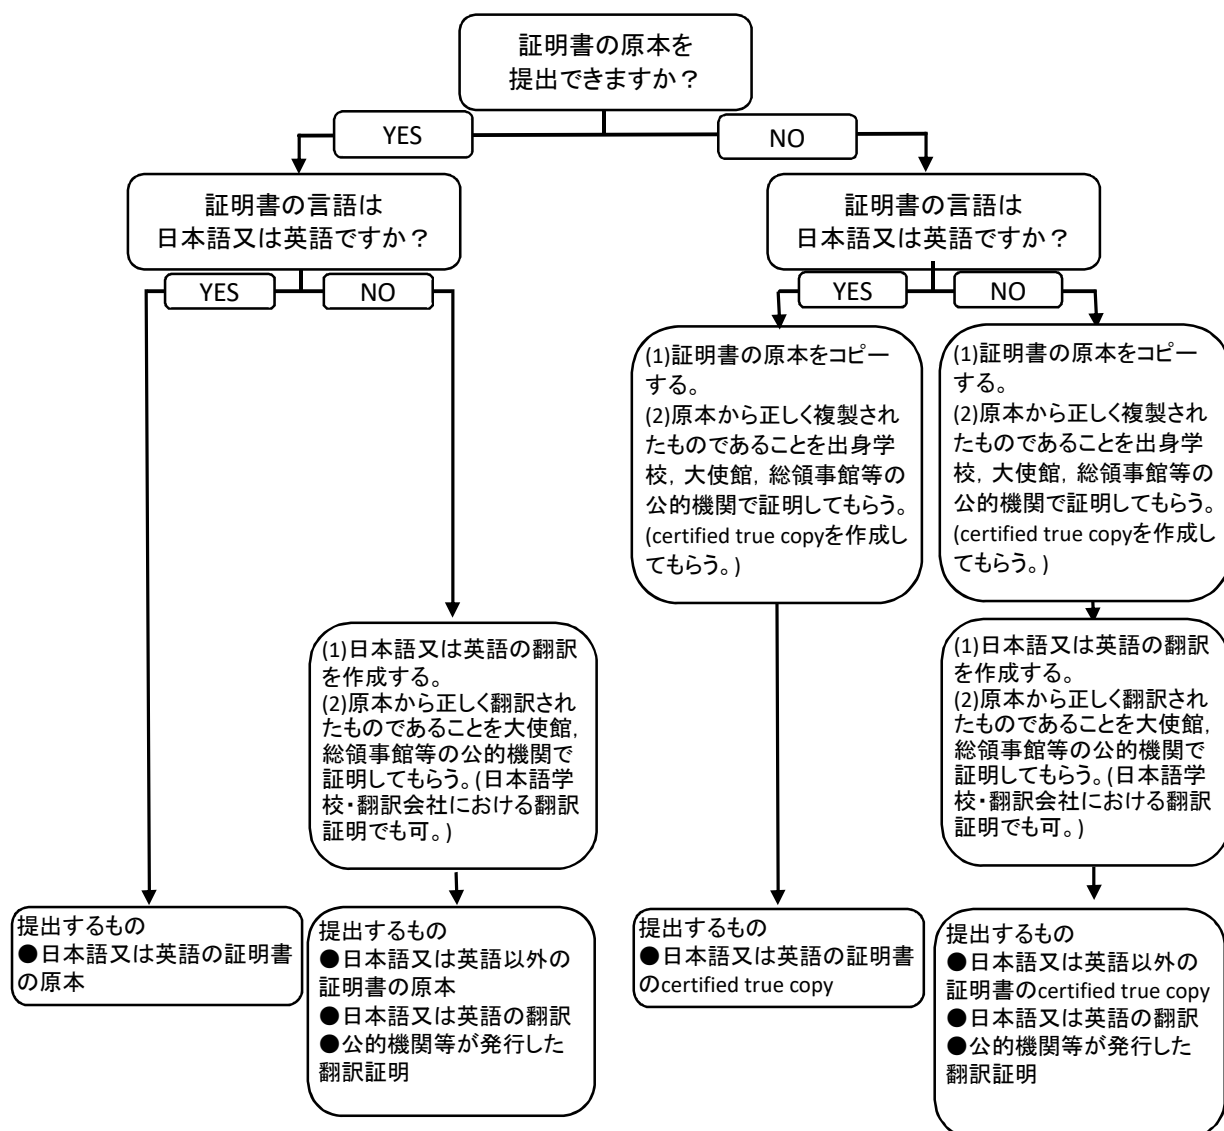 証明書の原本を
提出できますか？
YES
NO
証明書の言語は
日本語又は英語ですか？
証明書の言語は
日本語又は英語ですか？
YES
NO
YES
NO
(1)証明書の原本をコピー
する。
(2)原本から正しく複製され
たものであることを出身学
校，大使館，総領事館等の
公的機関で証明してもらう。
(certified true copyを作成し
てもらう。)
(1)証明書の原本をコピー
する。
(2)原本から正しく複製され
たものであることを出身学
校，大使館，総領事館等の
公的機関で証明してもらう。
(certified true copyを作成し
てもらう。)
(1)日本語又は英語の翻訳
を作成する。
(2)原本から正しく翻訳され
たものであることを大使館，
総領事館等の公的機関で
証明してもらう。(日本語学
校・翻訳会社における翻訳
証明でも可。)
(1)日本語又は英語の翻訳
を作成する。
(2)原本から正しく翻訳され
たものであることを大使館，
総領事館等の公的機関で
証明してもらう。(日本語学
校・翻訳会社における翻訳
証明でも可。)
提出するもの
●日本語又は英語の証明書
の原本
提出するもの
●日本語又は英語以外の
証明書の原本
●日本語又は英語の翻訳
●公的機関等が発行した
翻訳証明
提出するもの
●日本語又は英語の証明書
のcertified true copy
提出するもの
●日本語又は英語以外の
証明書のcertified true copy
●日本語又は英語の翻訳
●公的機関等が発行した
翻訳証明